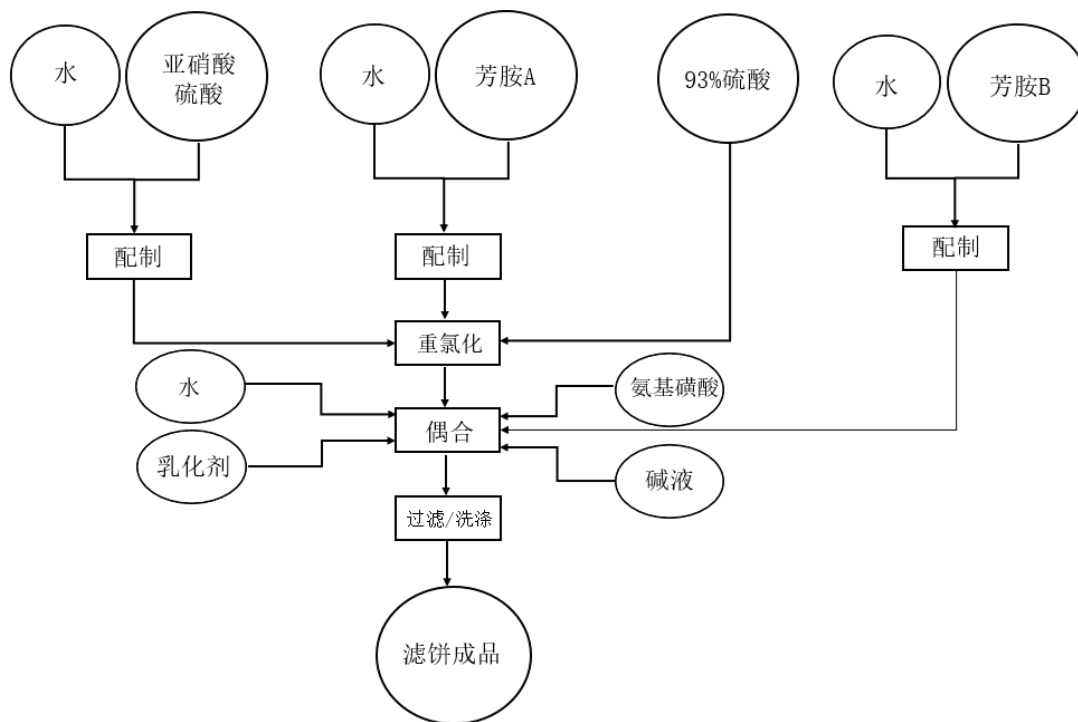 水
亚硝酸
硫酸
水
芳胺A
93%硫酸
水
芳胺B
配制
配制
配制
重氯化
水
氨基磺酸
偶合
乳化剂
碱液
过滤/洗涤
滤饼成品